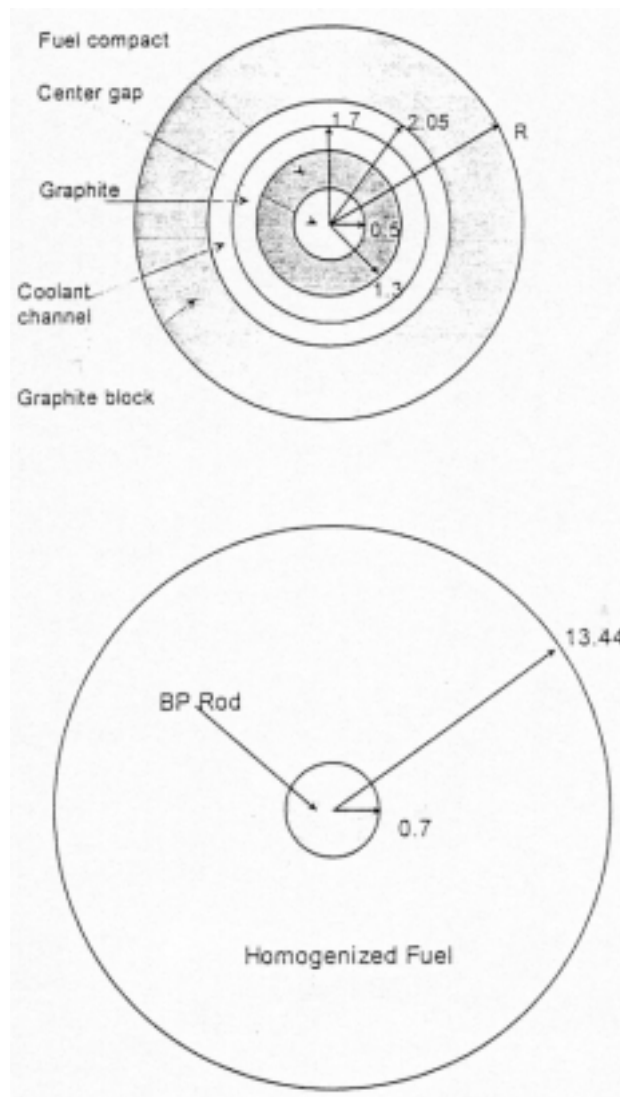 Fuel compact
Center gap
1.7
2.05
R
Graphite
0.5
1.3
Coolant
channel
Graphite block
13.44
BP Rod
0.7
Homogenized Fuel